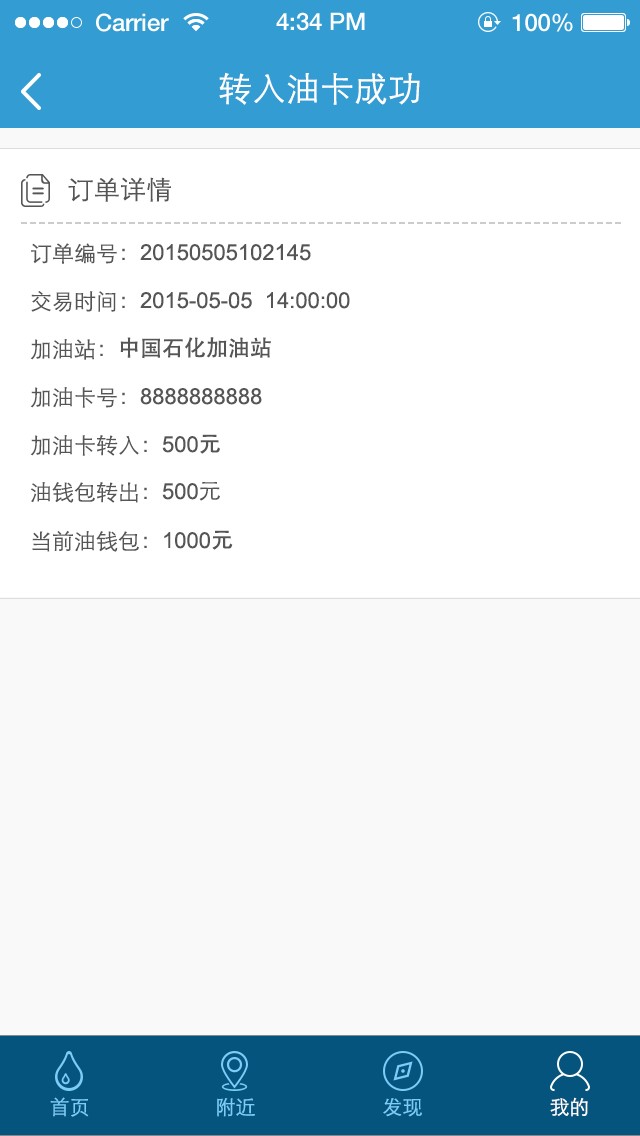 Carrier 4:34 PM 100%
转入油卡成功
订单详情
订单编号：20150505102145
交易时间：2015-05-05 14:00:00
加油站：中国石化加油站
加油卡号：8888888888
加油卡转入：500元
油钱包转出：500元
当前油钱包：1000元
首页 附近 发现 我的